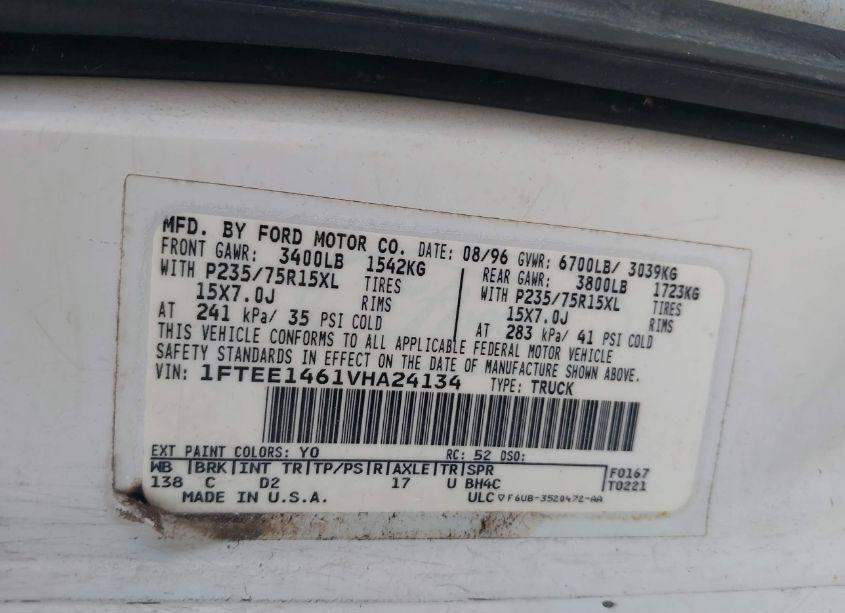 MFD. BY FORD MOTOR CO. DATE: 08/96 GVWR: 6700LB/ 3039KG
FRONT GAWR: 3400LB 1542KG REAR GAWR: 3800LB 1723KG
WITH P235/75R15XL TIRES WITH P235/75R15XL TIRES
15X7.0J RIMS 15X7.0J RIMS
AT 241 kPa/ 35 PSI COLD AT 283 kPa/ 41 PSI COLD
THIS VEHICLE CONFORMS TO ALL APPLICABLE FEDERAL MOTOR VEHICLE
SAFETY STANDARDS IN EFFECT ON THE DATE OF MANUFACTURE SHOWN ABOVE.
VIN: 1FTEE1461VHA24134 TYPE: TRUCK
EXT PAINT COLORS: YO RC: 52 DSO:
WB BRK INT TR TP/PS R AXLE TR SPR F0167
138 C D2 17 U BH4C T0221
MADE IN U.S.A. ULC F6UB-3520472-AA